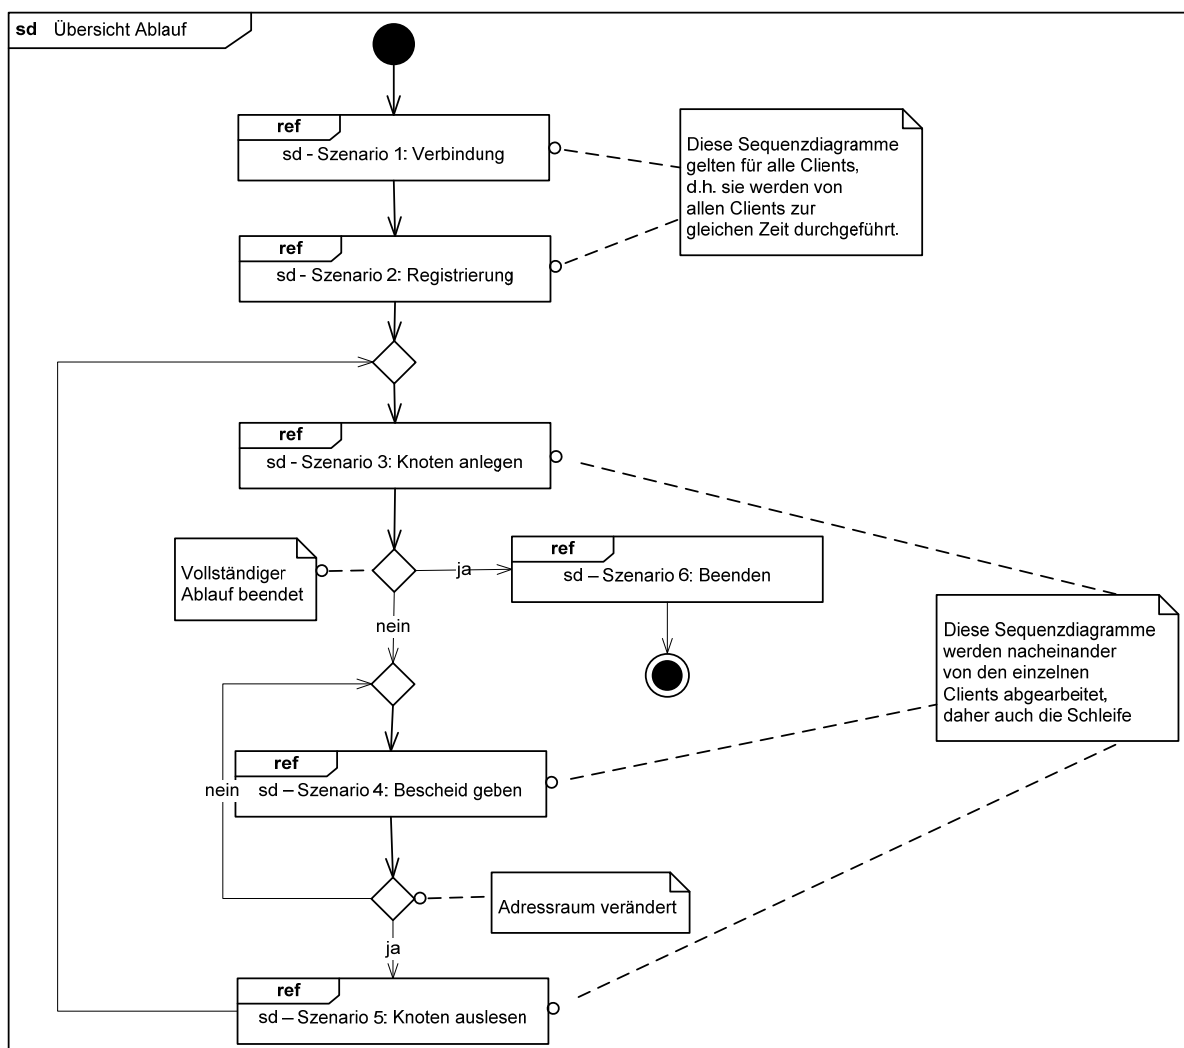 sd Übersicht Ablauf
ref
sd - Szenario 1: Verbindung
Diese Sequenzdiagramme
gelten für alle Clients,
d.h. sie werden von
allen Clients zur
gleichen Zeit durchgeführt.
ref
sd - Szenario 2: Registrierung
ref
sd - Szenario 3: Knoten anlegen
Vollständiger
Ablauf beendet
ja
ref
sd – Szenario 6: Beenden
nein
Diese Sequenzdiagramme
werden nacheinander
von den einzelnen
Clients abgearbeitet,
daher auch die Schleife
ref
sd – Szenario 4: Bescheid geben
nein
Adressraum verändert
ja
ref
sd – Szenario 5: Knoten auslesen